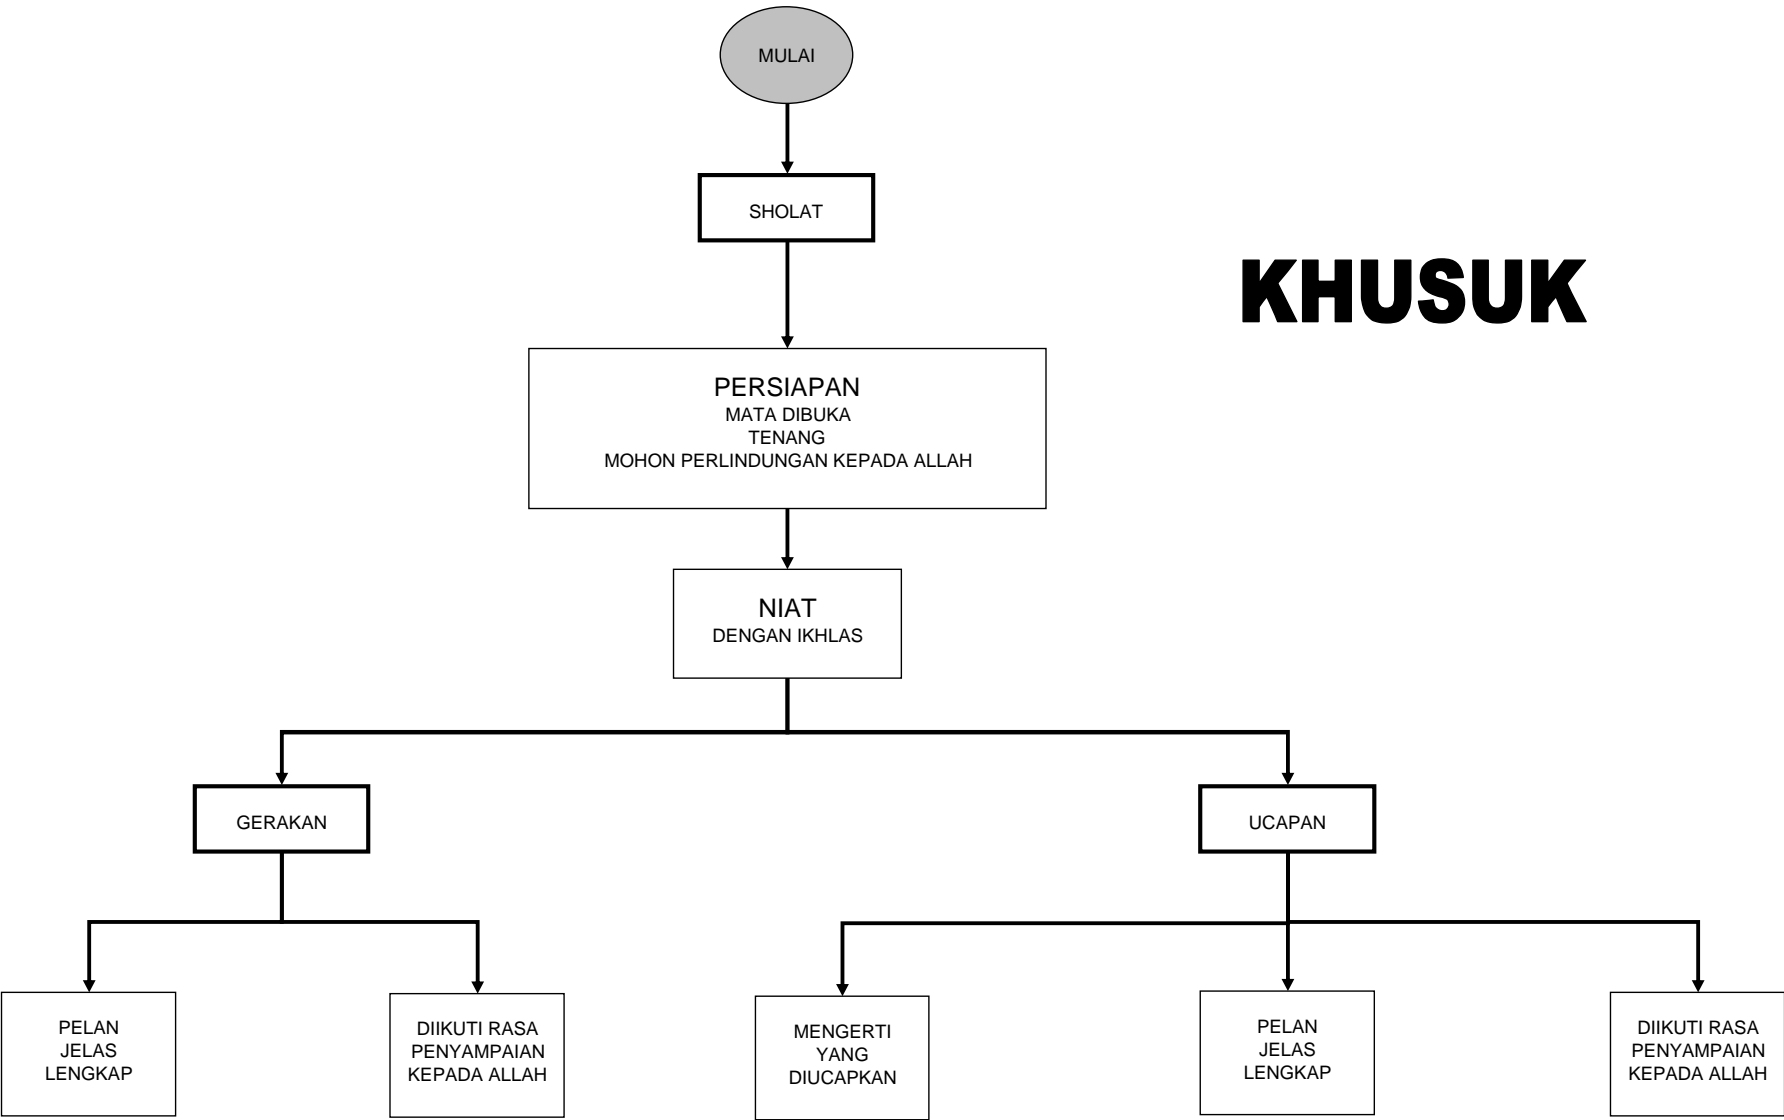 MULAI
SHOLAT
KHUSUK
PERSIAPAN
MATA DIBUKA
TENANG
MOHON PERLINDUNGAN KEPADA ALLAH
NIAT
DENGAN IKHLAS
GERAKAN
UCAPAN
PELAN
JELAS
LENGKAP
DIIKUTI RASA
PENYAMPAIAN
KEPADA ALLAH
MENGERTI
YANG
DIUCAPKAN
PELAN
JELAS
LENGKAP
DIIKUTI RASA
PENYAMPAIAN
KEPADA ALLAH